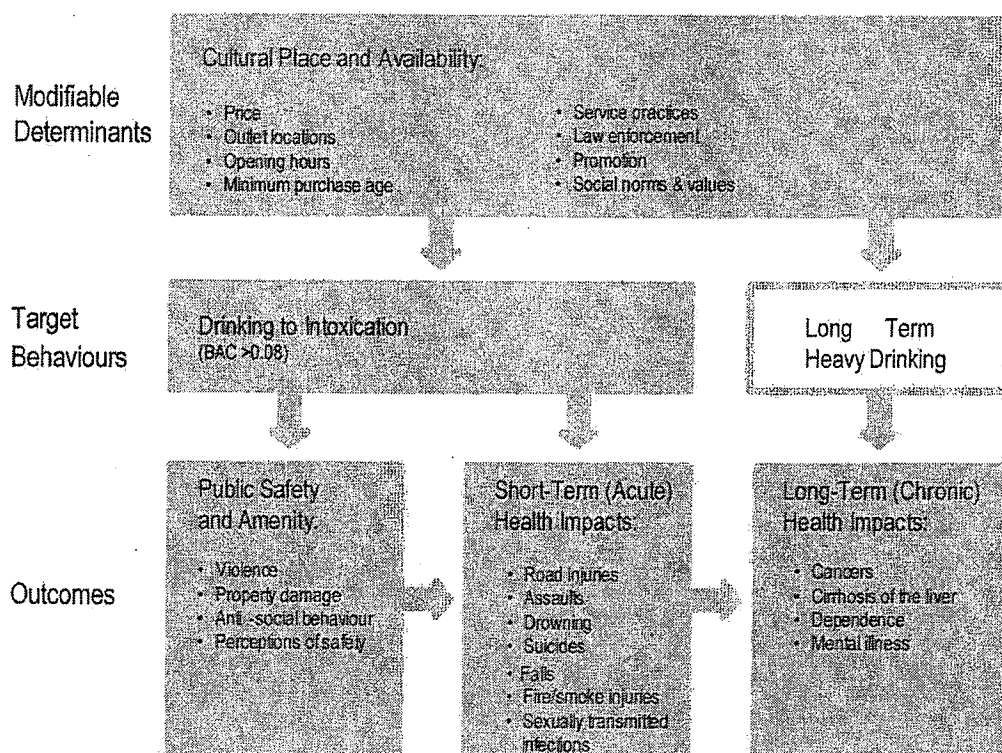 Modifiable
Determinants
Cultural Place and Availability:
• Price
• Outlet locations
• Opening hours
• Minimum purchase age
• Service practices
• Law enforcement
• Promotion
• Social norms & values
Target
Behaviours
Drinking to Intoxication
(BAC >0.08)
Long Term
Heavy Drinking
Outcomes
Public Safety
and Amenity:
• Violence
• Property damage
• Anti -social behaviour
• Perceptions of safety
Short-Term (Acute)
Health Impacts:
• Road injuries
• Assaults
• Drowning
• Suicides
• Falls
• Fire/smoke injuries
• Sexually transmitted
infections
Long-Term (Chronic)
Health Impacts:
• Cancers
• Cirrhosis of the liver
• Dependence
• Mental illness